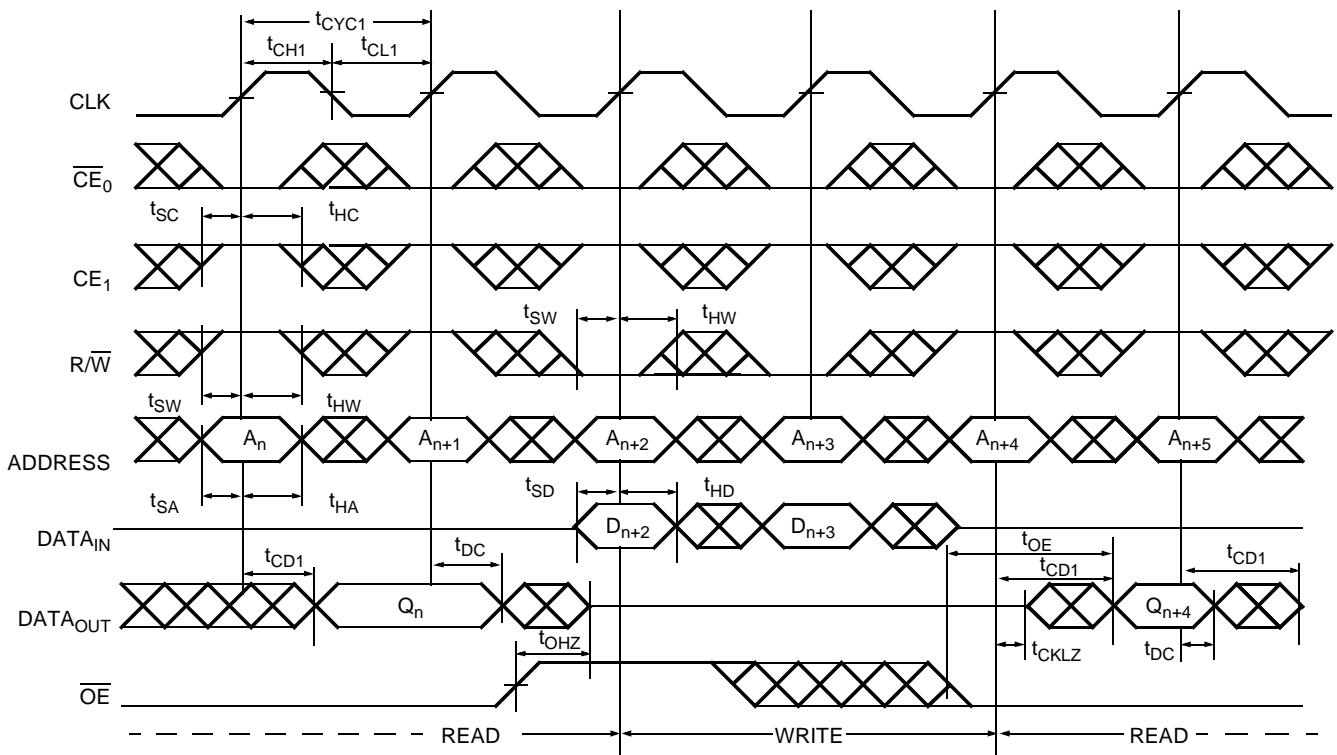 tCYC1
tCH1 tCL1
CLK
CE0
tSC tHC
CE1
tSW tHW
R/W
tSW tHW
An An+1 An+2 An+3 An+4 An+5
ADDRESS
tSA tHA tSD tHD
DATAIN Dn+2 Dn+3
tOE
tCD1 tDC tCD1 tCD1
DATAOUT Qn Qn+4
tOHZ tCKLZ tDC
OE
READ WRITE READ